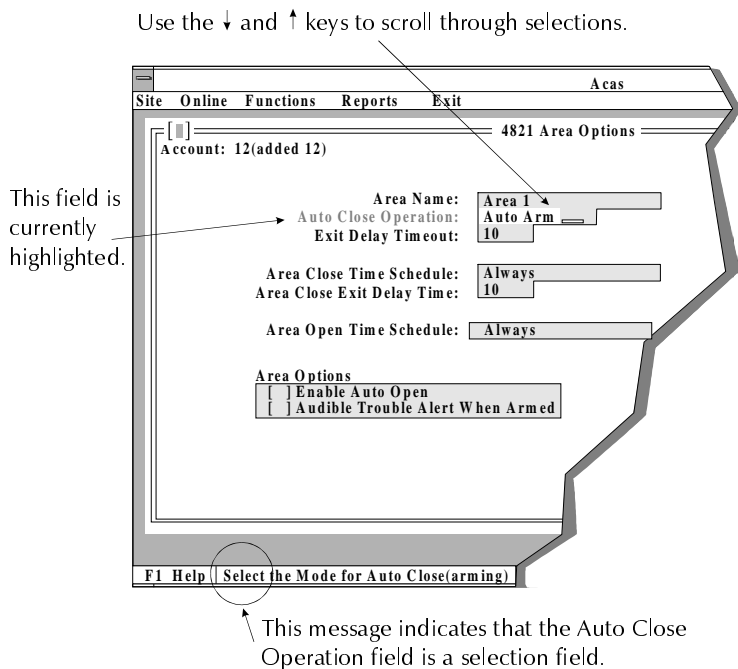 Use the ↓ and ↑ keys to scroll through selections.
Acas
Site Online Functions Reports Exit
4821 Area Options
Account: 12(added 12)
This field is
currently
highlighted.
Area Name: Area 1
Auto Close Operation: Auto Arm
Exit Delay Timeout: 10
Area Close Time Schedule: Always
Area Close Exit Delay Time: 10
Area Open Time Schedule: Always
Area Options
[ ] Enable Auto Open
[ ] Audible Trouble Alert When Armed
F1 Help Select the Mode for Auto Close(arming)
This message indicates that the Auto Close
Operation field is a selection field.